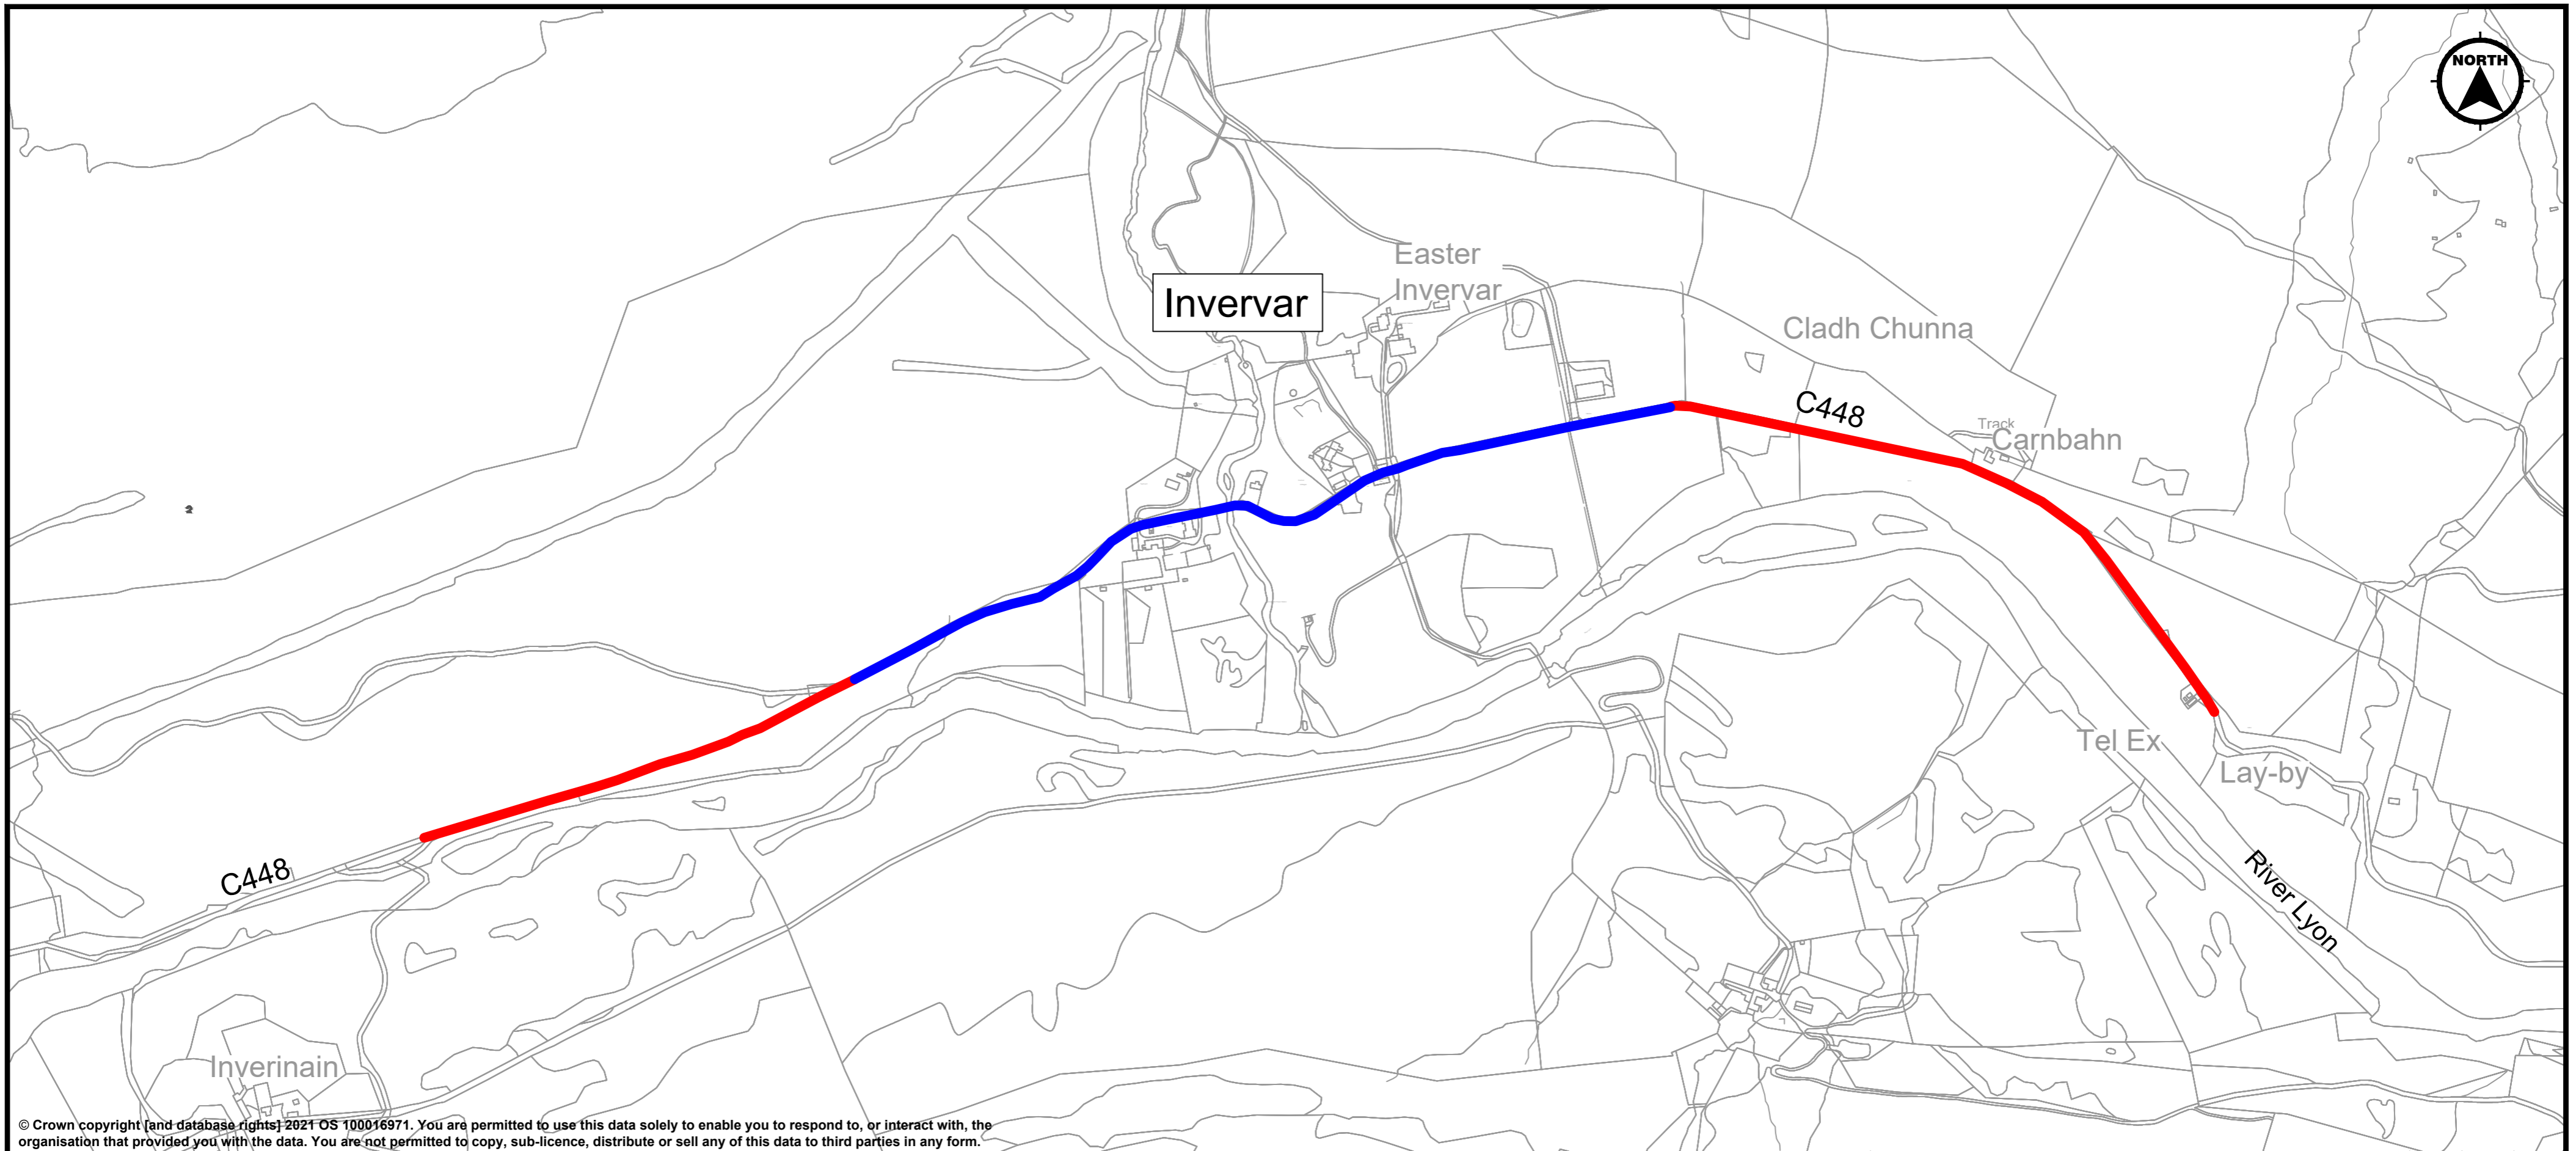 NORTH
Easter
Invervar
Invervar
Cladh Chunna
C448
Track
Carnbahn
Tel Ex
Lay-by
C448
River Lyon
Inverinain
© Crown copyright [and database rights] 2021 OS 100016971. You are permitted to use this data solely to enable you to respond to, or interact with, the
organisation that provided you with the data. You are not permitted to copy, sub-licence, distribute or sell any of this data to third parties in any form.